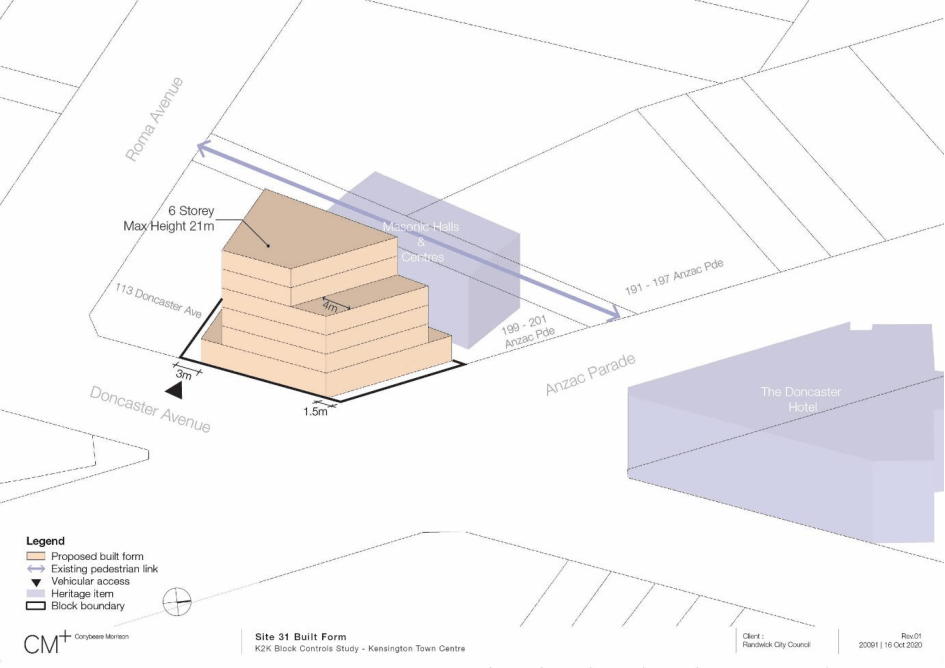 Roma Avenue
6 Storey
Max Height 21m
Masonic Halls
&
Centres
4m
113 Doncaster Ave
191 - 197 Anzac Pde
199 - 201
Anzac Pde
3m
1.5m
Doncaster Avenue
Anzac Parade
The Doncaster
Hotel
Legend
Proposed built form
Existing pedestrian link
Vehicular access
Heritage item
Block boundary
CM+ Conybeare Morrison
Site 31 Built Form
K2K Block Controls Study - Kensington Town Centre
Client :
Randwick City Council
Rev.01
20091 | 16 Oct 2020